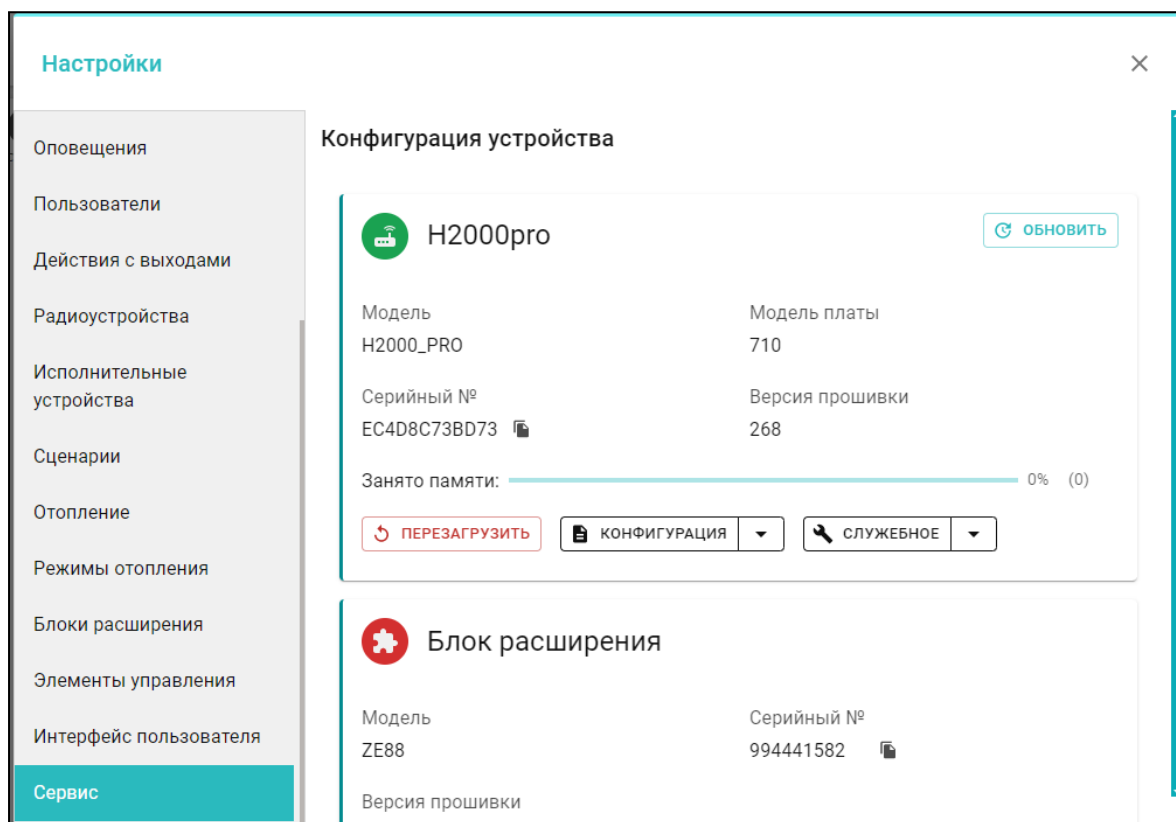 Настройки
Оповещения
Пользователи
Действия с выходами
Радиоустройства
Исполнительные
устройства
Сценарии
Отопление
Режимы отопления
Блоки расширения
Элементы управления
Интерфейс пользователя
Сервис
Конфигурация устройства
H2000pro
ОБНОВИТЬ
Модель
Модель платы
H2000_PRO
710
Серийный №
Версия прошивки
EC4D8C73BD73
268
Занято памяти: 0% (0)
ПЕРЕЗАГРУЗИТЬ КОНФИГУРАЦИЯ СЛУЖЕБНОЕ
Блок расширения
Модель
Серийный №
ZE88
994441582
Версия прошивки